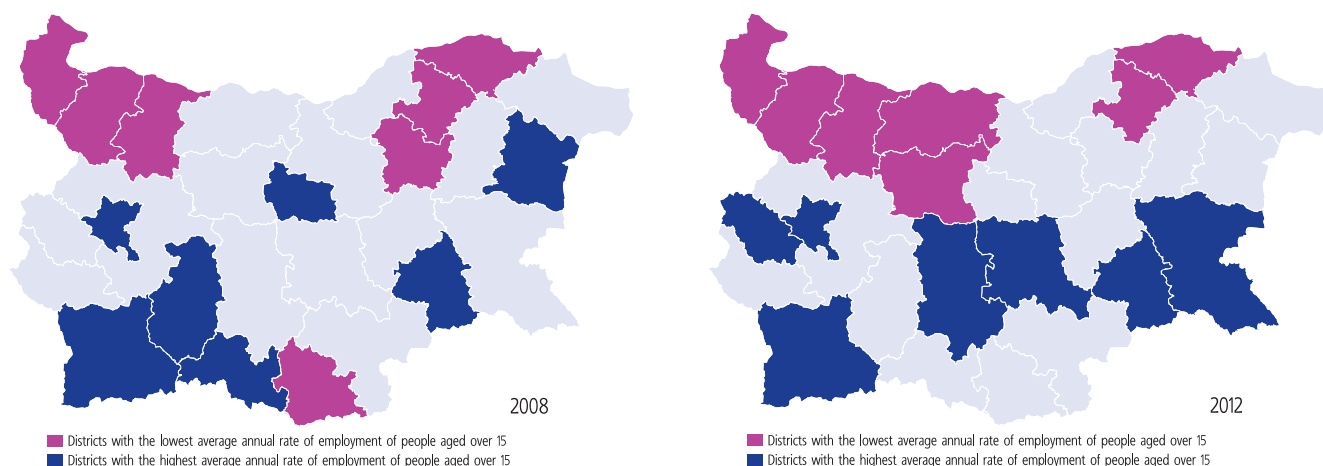 2008
Districts with the lowest average annual rate of employment of people aged over 15
Districts with the highest average annual rate of employment of people aged over 15
2012
Districts with the lowest average annual rate of employment of people aged over 15
Districts with the highest average annual rate of employment of people aged over 15